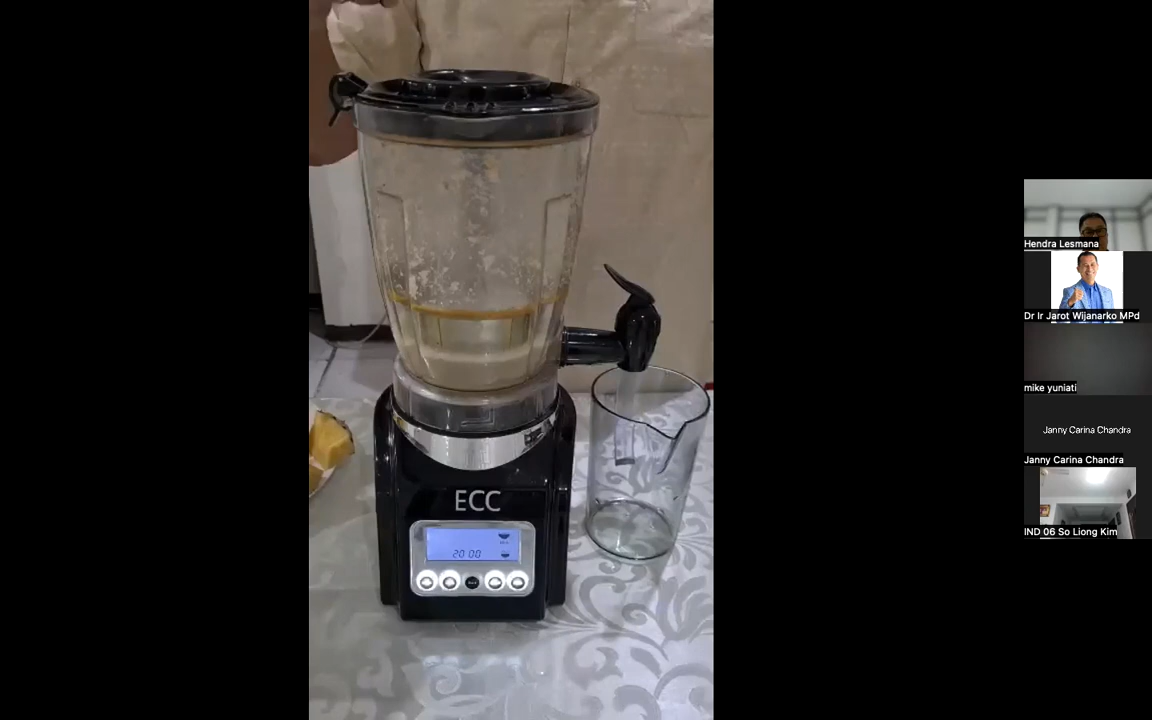 ECC
20 00
Hendra Lesmana
Dr Ir Jarot Wijanarko MPd
mike yuniati
Janny Carina Chandra
Janny Carina Chandra
IND 06 So Liong Kim